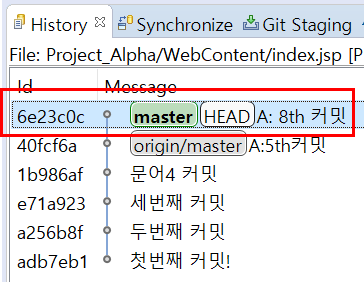 History Synchronize Git Staging
File: Project_Alpha/WebContent/index.jsp [P
Id Message
6e23c0c master HEAD A: 8th 커밋
40fcf6a origin/master A:5th커밋
1b986af 문어4 커밋
e71a923 세번째 커밋
a256b8f 두번째 커밋
adb7eb1 첫번째 커밋!